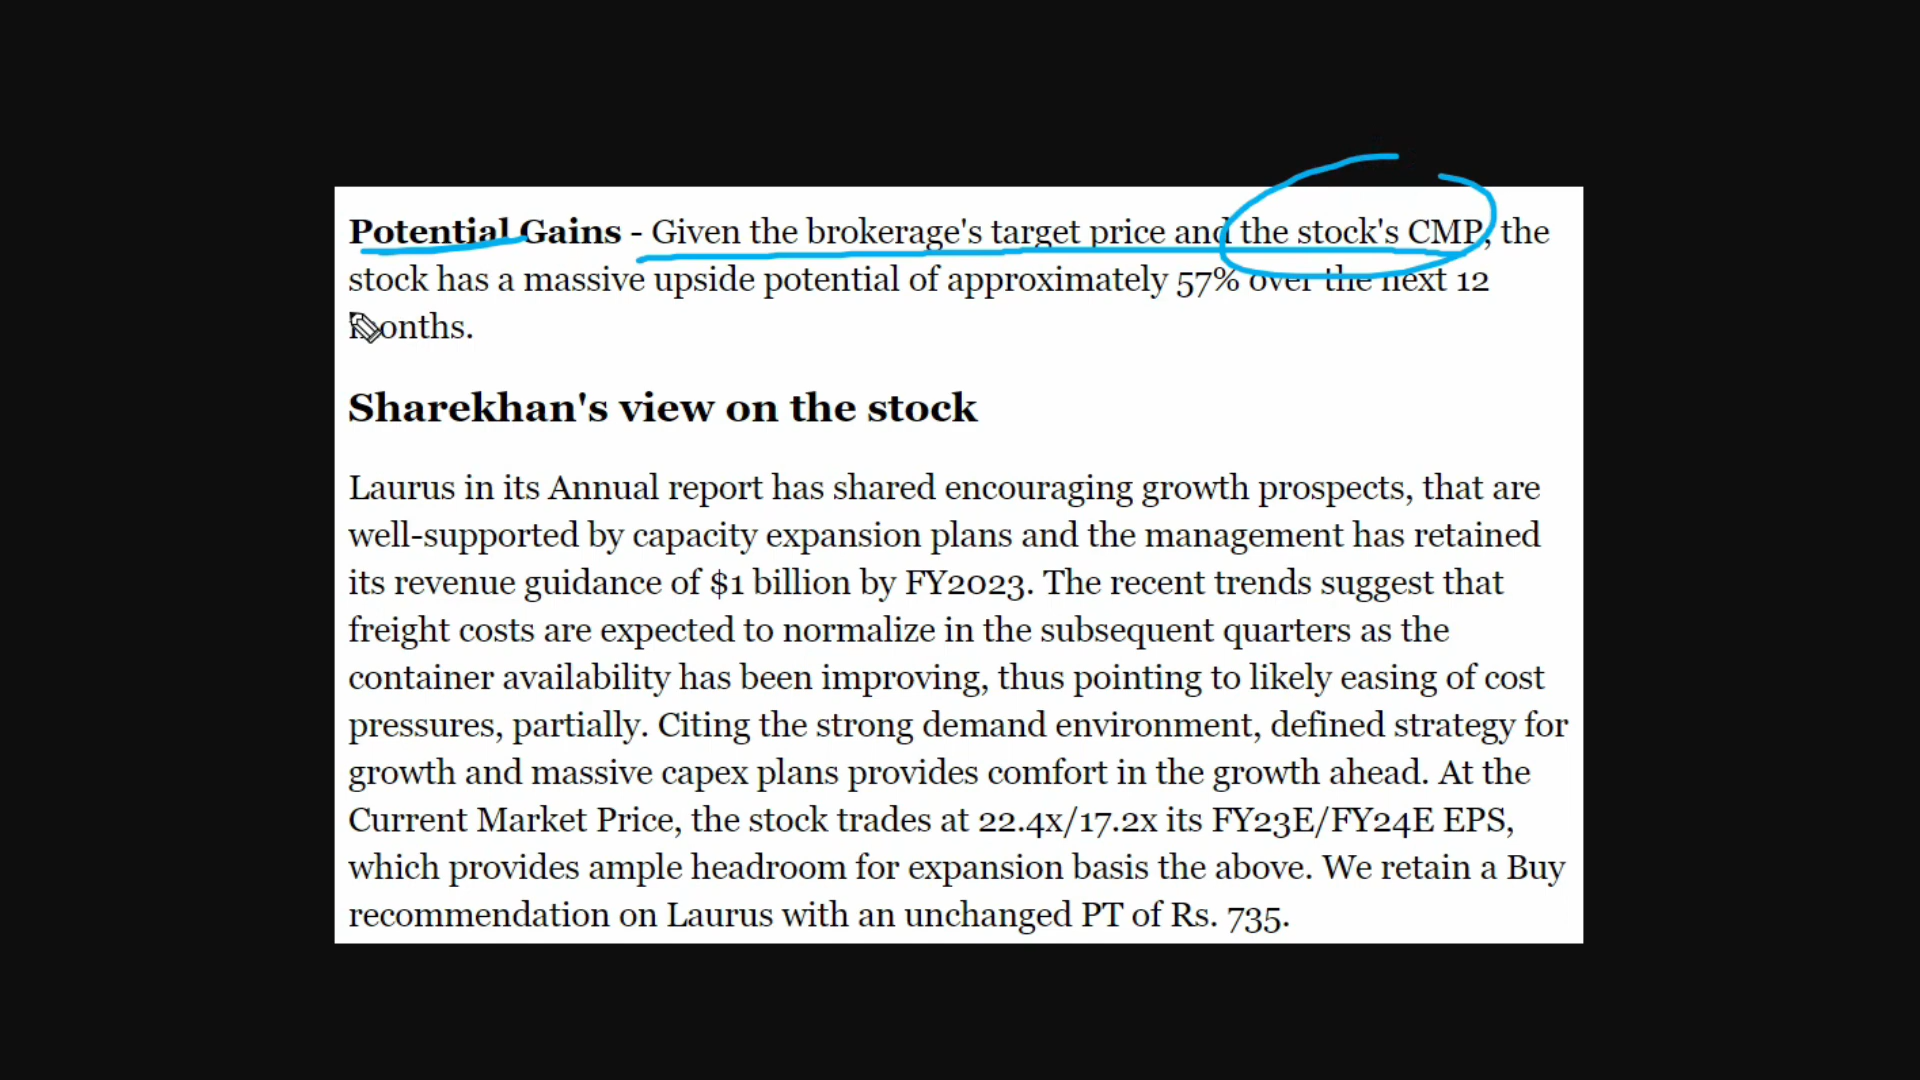 Potential Gains - Given the brokerage's target price and the stock's CMP, the
stock has a massive upside potential of approximately 57% over the next 12
months.
Sharekhan's view on the stock
Laurus in its Annual report has shared encouraging growth prospects, that are
well-supported by capacity expansion plans and the management has retained
its revenue guidance of $1 billion by FY2023. The recent trends suggest that
freight costs are expected to normalize in the subsequent quarters as the
container availability has been improving, thus pointing to likely easing of cost
pressures, partially. Citing the strong demand environment, defined strategy for
growth and massive capex plans provides comfort in the growth ahead. At the
Current Market Price, the stock trades at 22.4x/17.2x its FY23E/FY24E EPS,
which provides ample headroom for expansion basis the above. We retain a Buy
recommendation on Laurus with an unchanged PT of Rs. 735.